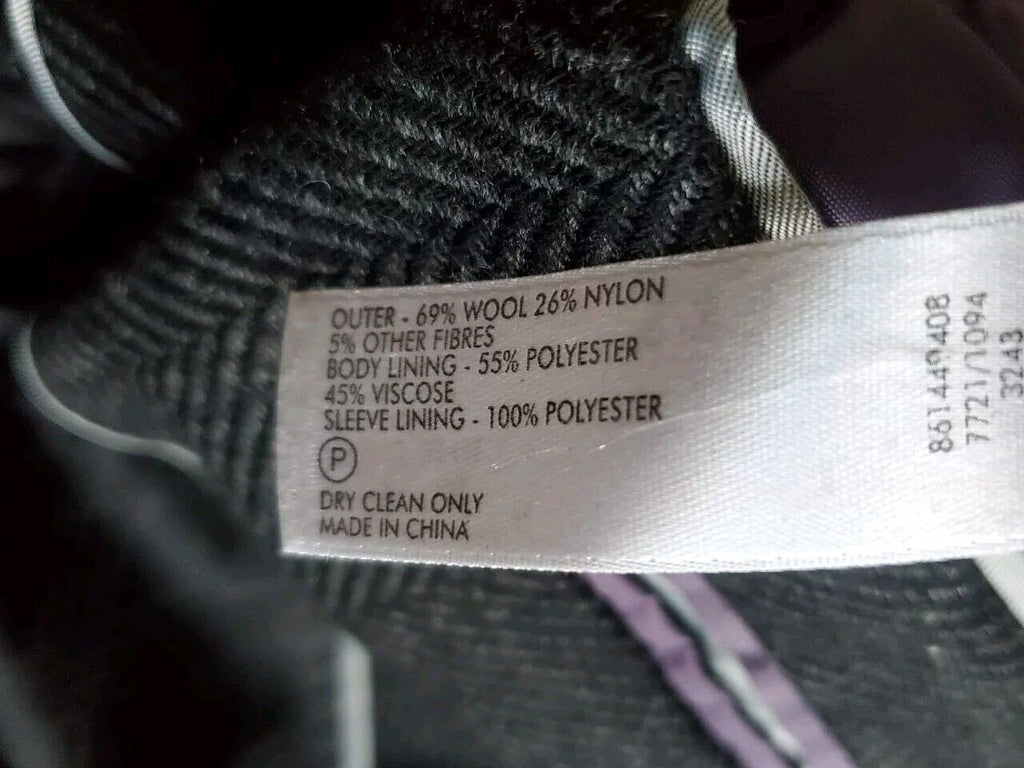 OUTER - 69% WOOL 26% NYLON
5% OTHER FIBRES
BODY LINING - 55% POLYESTER
45% VISCOSE
SLEEVE LINING - 100% POLYESTER
P
DRY CLEAN ONLY
MADE IN CHINA
861449408
7721/1094
3243